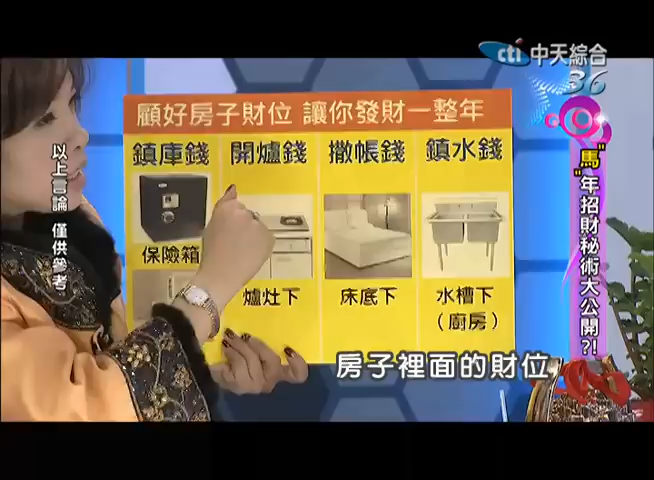 cti 中天綜合
36
顧好房子財位 讓你發財一整年
鎮庫錢
開爐錢
撒帳錢
鎮水錢
保險箱
爐灶下
床底下
水槽下
（廚房）
以上言論 僅供參考
"馬"年招財秘術大公開?!
房子裡面的財位